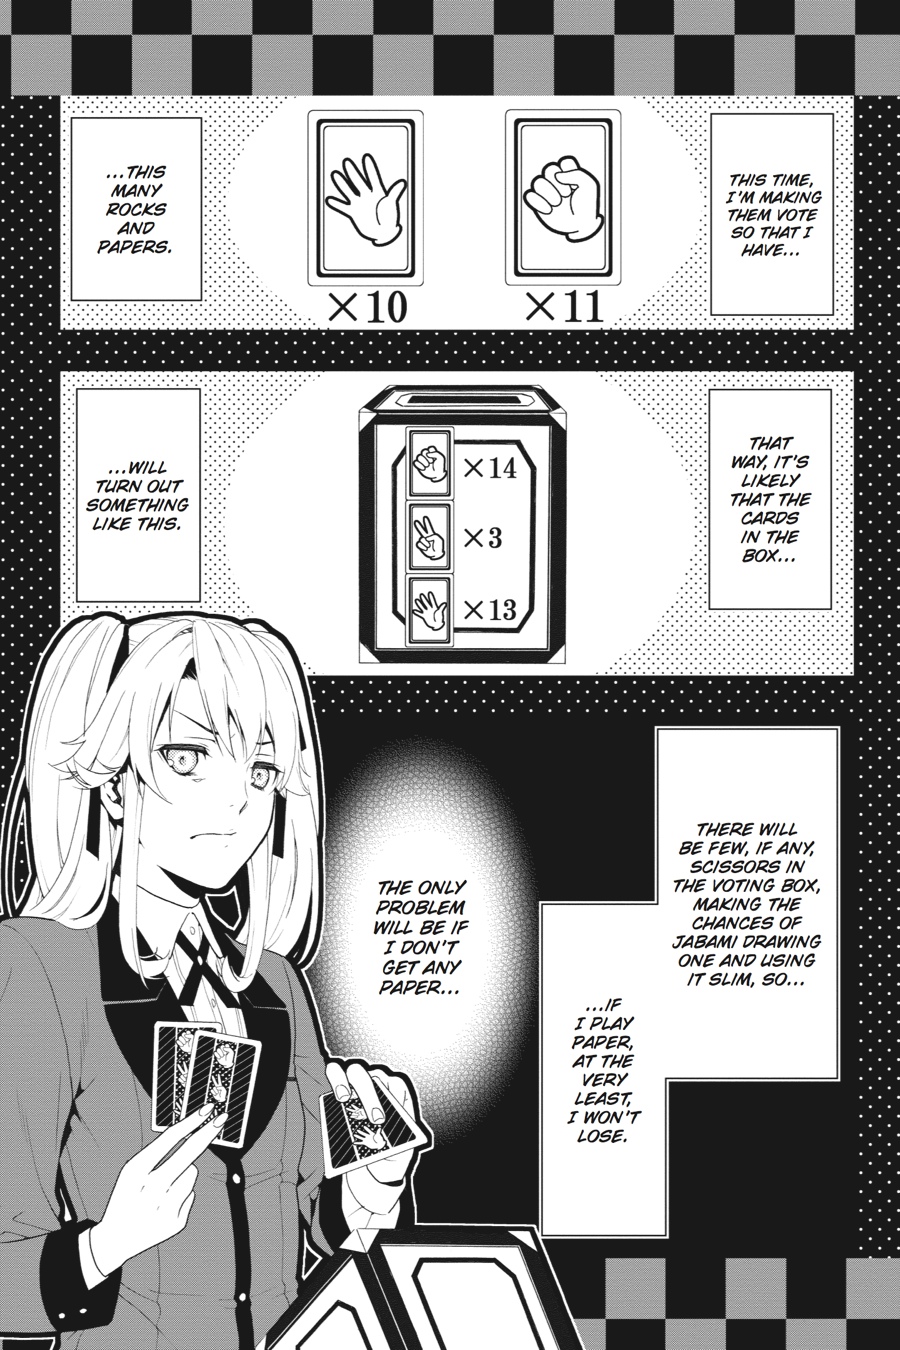 THIS TIME,
I'M MAKING
THEM VOTE
SO THAT I
HAVE...
×11
×10
...THIS
MANY
ROCKS
AND
PAPERS.
THAT
WAY, IT'S
LIKELY
THAT THE
CARDS
IN THE
BOX...
×14
×3
×13
...WILL
TURN OUT
SOMETHING
LIKE THIS.
THERE WILL
BE FEW, IF ANY,
SCISSORS IN
THE VOTING BOX,
MAKING THE
CHANCES OF
JABAMI DRAWING
ONE AND USING
IT SLIM, SO...
...IF
I PLAY
PAPER,
AT THE
VERY
LEAST,
I WON'T
LOSE.
THE ONLY
PROBLEM
WILL BE IF
I DON'T
GET ANY
PAPER...